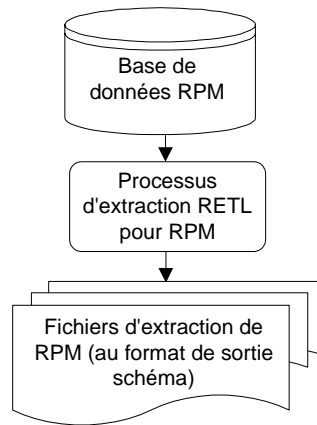 Base de
données RPM
Processus
d'extraction RETL
pour RPM
Fichiers d'extraction de
RPM (au format de sortie
schéma)